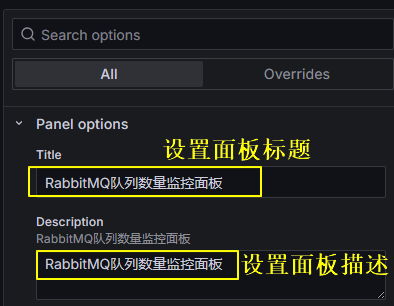 Search options
All
Overrides
Panel options
设置面板标题
Title
RabbitMQ队列数量监控面板
Description
RabbitMQ队列数量监控面板
RabbitMQ队列数量监控面板
设置面板描述